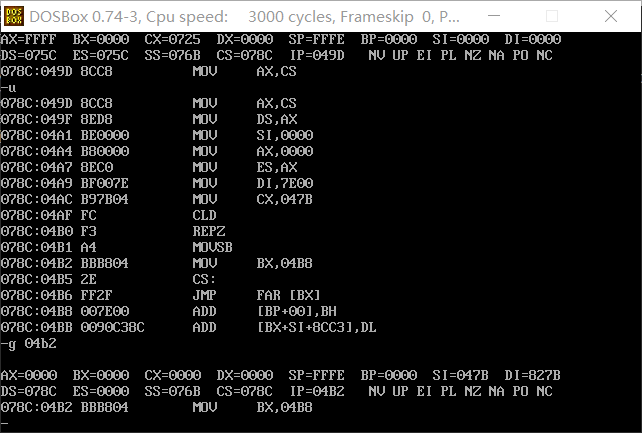 DOSBox 0.74-3, Cpu speed: 3000 cycles, Frameskip 0, P...
AX=FFFF BX=0000 CX=0725 DX=0000 SP=FFFE BP=0000 SI=0000 DI=0000
DS=075C ES=075C SS=076B CS=078C IP=049D NV UP EI PL NZ NA PO NC
078C:049D 8CC8 MOV AX,CS
-u
078C:049D 8CC8 MOV AX,CS
078C:049F 8ED8 MOV DS,AX
078C:04A1 BE0000 MOV SI,0000
078C:04A4 B80000 MOV AX,0000
078C:04A7 8EC0 MOV ES,AX
078C:04A9 BF007E MOV DI,7E00
078C:04AC B97B04 MOV CX,047B
078C:04AF FC CLD
078C:04B0 F3 REPZ
078C:04B1 A4 MOVSB
078C:04B2 BBB804 MOV BX,04B8
078C:04B5 2E CS:
078C:04B6 FF2F JMP FAR [BX]
078C:04B8 007E00 ADD [BP+00],BH
078C:04BB 0090C38C ADD [BX+SI+8CC3],DL
-g 04b2
AX=0000 BX=0000 CX=0000 DX=0000 SP=FFFE BP=0000 SI=047B DI=827B
DS=078C ES=0000 SS=076B CS=078C IP=04B2 NV UP EI PL NZ NA PO NC
078C:04B2 BBB804 MOV BX,04B8
-